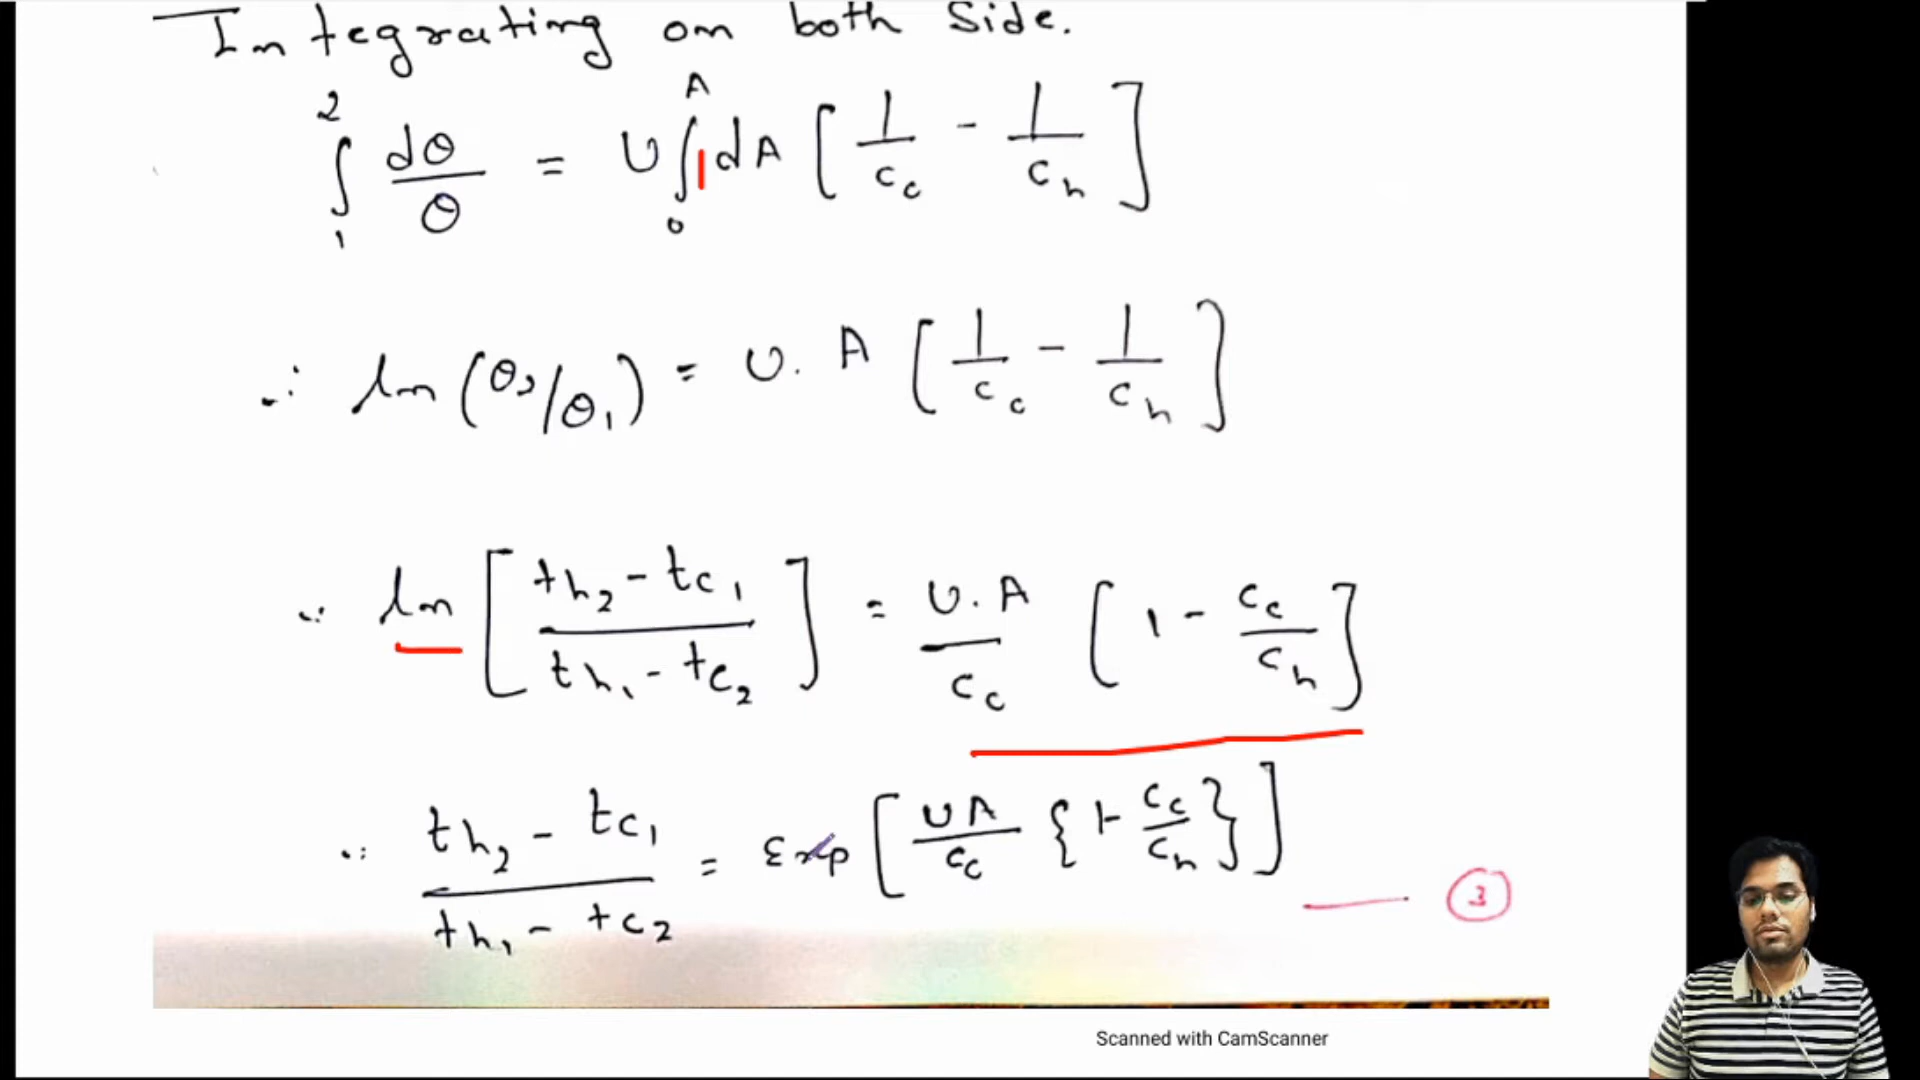 Integrating on both Side.
∫₁² dθ/θ = U ∫₀ᴬ 1 dA [ 1/Cc - 1/Ch ]
∴ ln (θ₂/θ₁) = U. A [ 1/Cc - 1/Ch ]
∴ ln [ (th₂ - tc₁)/(th₁ - tc₂) ] = U.A/Cc [ 1 - Cc/Ch ]
∴ (th₂ - tc₁)/(th₁ - tc₂) = Exp [ UA/Cc { 1 - Cc/Ch } ] — 3
Scanned with CamScanner